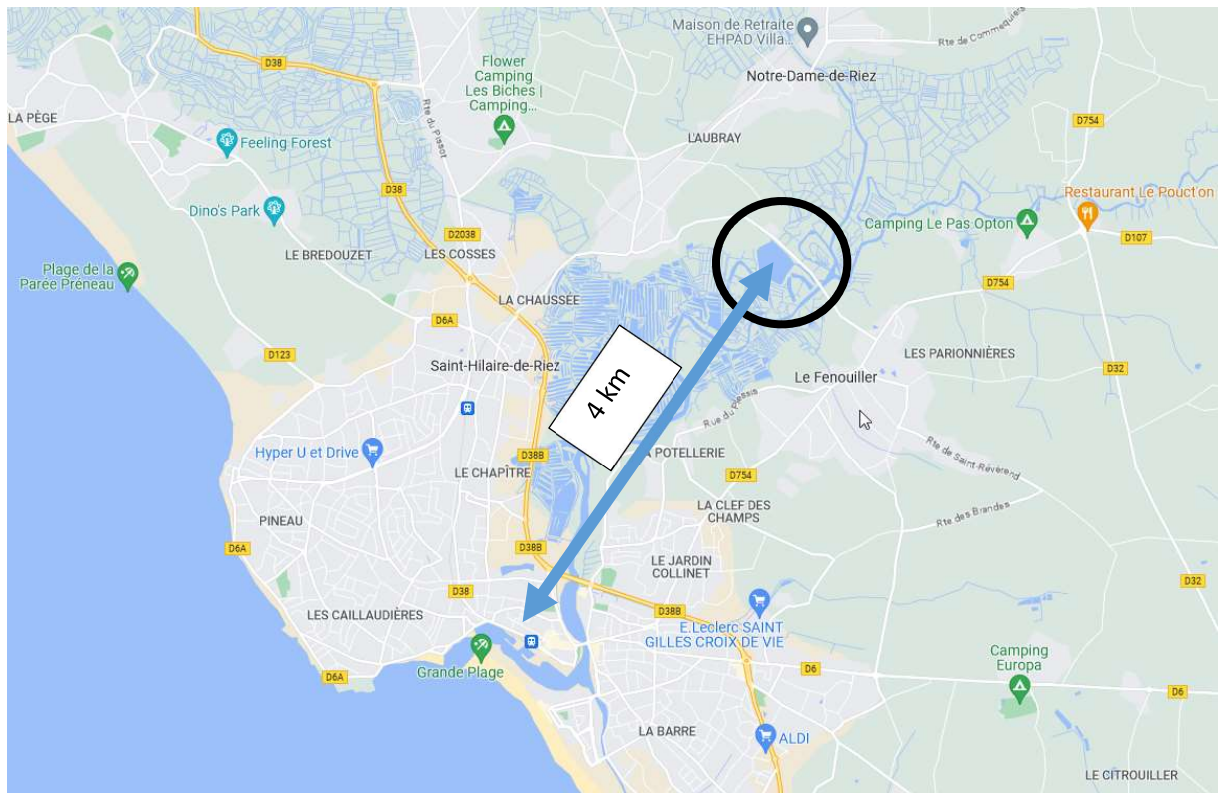 Maison de Retraite
EHPAD Villa...
Rte de Commequiers
Notre-Dame-de-Riez
D38
Flower
Camping
Les Biches |
Camping...
LA PÈGE
Rte du Pissot
D754
Feeling Forest
L'AUBRAY
D38
Restaurant Le Pouct'on
Dino's Park
Camping Le Pas Opton
D2038
D107
LE BREDOUZET
LES COSSES
Plage de la
Parée Préneau
D754
LA CHAUSSÉE
D6A
D123
LES PARIONNIÈRES
Saint-Hilaire-de-Riez
D32
Le Fenouiller
4 km
Rue du Plessis
Hyper U et Drive
D38B
A POTELLERIE
Rte de Saint-Révérend
LE CHAPÎTRE
D754
LA CLEF DES
CHAMPS
PINEAU
Rte des Brandes
D6A
D38B
LE JARDIN
COLLINET
D32
D38
LES CAILLAUDIÈRES
D38B
E.Leclerc SAINT
GILLES CROIX DE VIE
Camping
Europa
Grande Plage
D6A
D6
D6
LA BARRE
ALDI
LE CITROUILLER